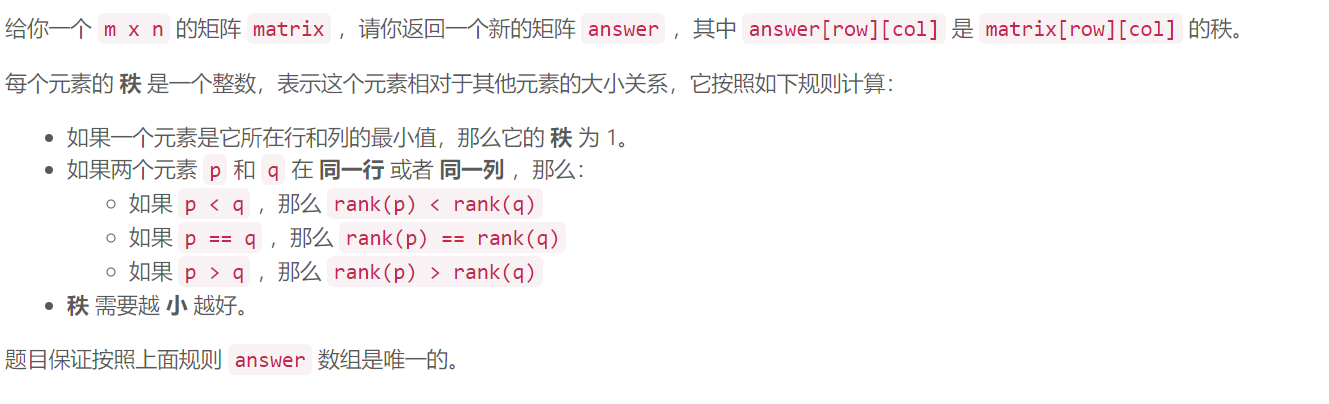 给你一个 m x n 的矩阵 matrix ，请你返回一个新的矩阵 answer ，其中 answer[row][col] 是 matrix[row][col] 的秩。
每个元素的 秩 是一个整数，表示这个元素相对于其他元素的大小关系，它按照如下规则计算：
• 如果一个元素是它所在行和列的最小值，那么它的 秩 为 1。
• 如果两个元素 p 和 q 在 同一行 或者 同一列 ，那么：
◦ 如果 p < q ，那么 rank(p) < rank(q)
◦ 如果 p == q ，那么 rank(p) == rank(q)
◦ 如果 p > q ，那么 rank(p) > rank(q)
• 秩 需要越 小 越好。
题目保证按照上面规则 answer 数组是唯一的。